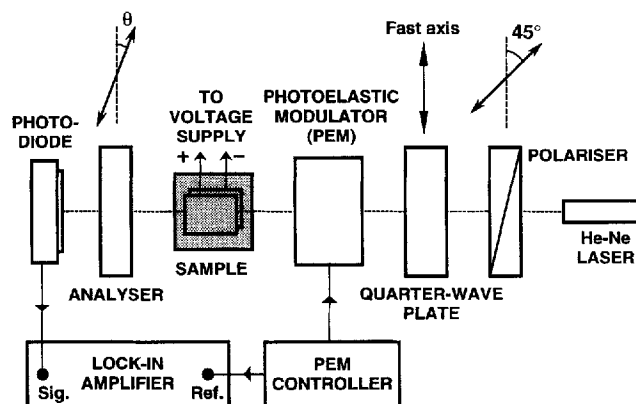 θ
TO
VOLTAGE
SUPPLY
+
–
PHOTOELASTIC
MODULATOR
(PEM)
Fast axis
45°
PHOTO-
DIODE
POLARISER
SAMPLE
He-Ne
LASER
ANALYSER
QUARTER-WAVE
PLATE
LOCK-IN
AMPLIFIER
Sig.
Ref.
PEM
CONTROLLER